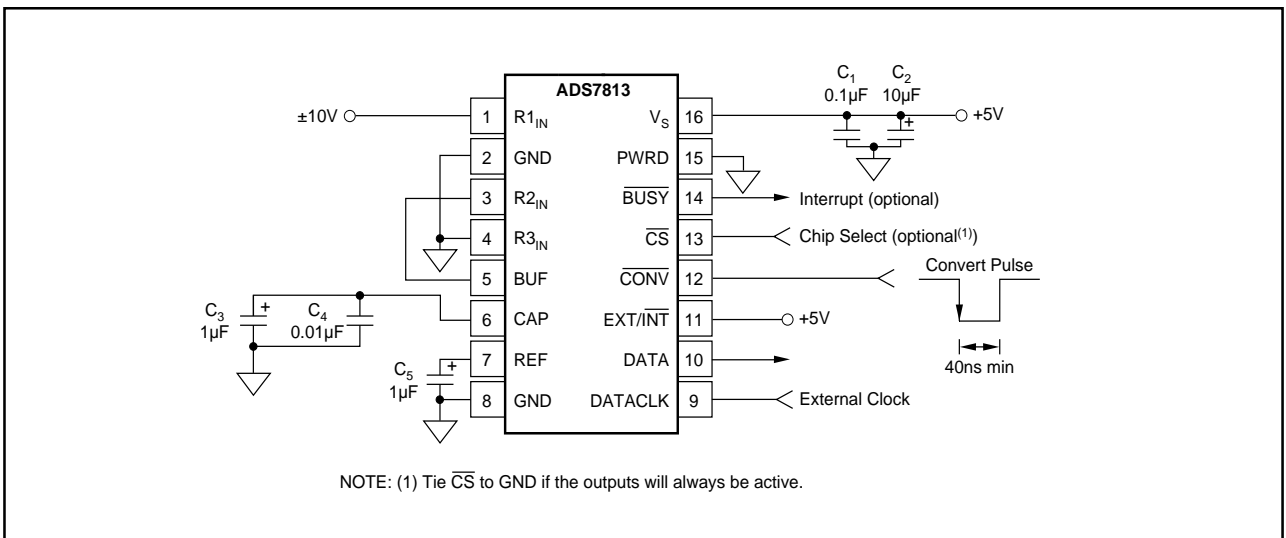 ADS7813
C1
0.1µF
C2
10µF
±10V
1
R1IN
VS
16
+5V
2
GND
PWRD
15
3
R2IN
BUSY
14
Interrupt (optional)
4
R3IN
CS
13
Chip Select (optional(1))
5
BUF
CONV
12
Convert Pulse
40ns min
C3
1µF
+
C4
0.01µF
6
CAP
EXT/INT
11
+5V
C5
1µF
+
7
REF
DATA
10
8
GND
DATACLK
9
External Clock
+
NOTE: (1) Tie CS to GND if the outputs will always be active.